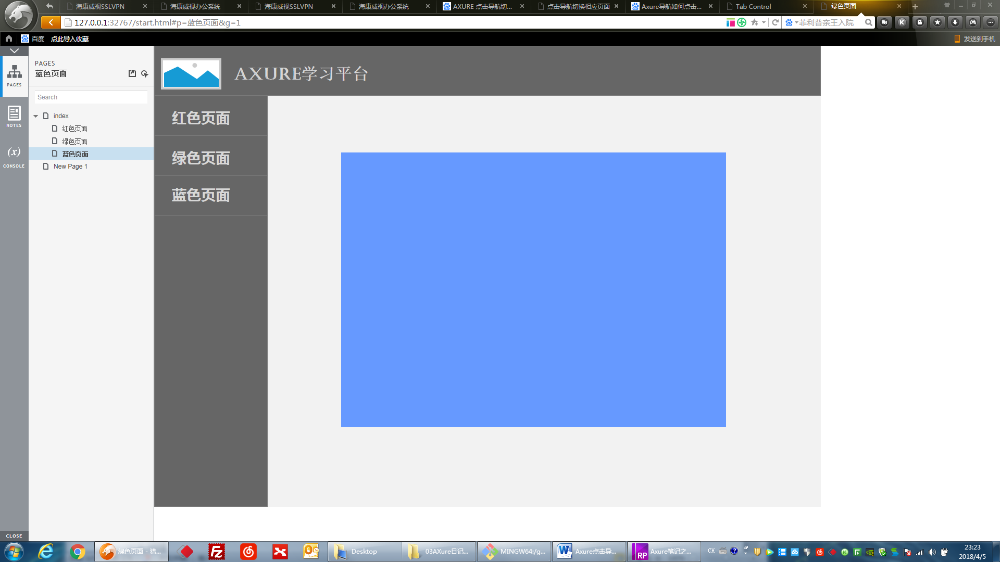 海康威视SSLVPN
海康威视办公系统
海康威视SSLVPN
海康威视办公系统
AXURE 点击导航切...
点击导航切换相应页面
Axure导航如何点击...
Tab Control
绿色页面
127.0.0.1:32767/start.html#p=蓝色页面&g=1
菲利普亲王入院
百度
点此导入收藏
发送到手机
PAGES
NOTES
(x)
CONSOLE
CLOSE
PAGES
蓝色页面
Search
index
红色页面
绿色页面
蓝色页面
New Page 1
AXURE学习平台
红色页面
绿色页面
蓝色页面
绿色页面 - 猎...
Desktop
03AXure日记...
MINGW64:/g...
Axure点击导...
Axure笔记之...
CH
23:23
2018/4/5